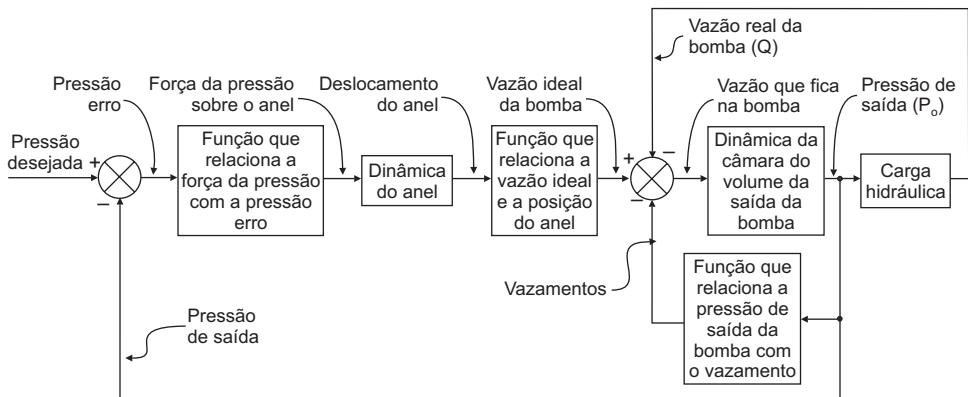 Vazão real da
bomba (Q)
Pressão
erro
Força da pressão
sobre o anel
Deslocamento
do anel
Vazão ideal
da bomba
Vazão que fica
na bomba
Pressão de
saída (Po)
Pressão
desejada
+
−
Função que
relaciona a
força da pressão
com a pressão
erro
Dinâmica
do anel
Função que
relaciona a
vazão ideal
e a posição
do anel
+
−
−
Dinâmica da
câmara do
volume da
saída da
bomba
Carga
hidráulica
Vazamentos
Função que
relaciona a
pressão de
saída da
bomba com
o vazamento
Pressão
de saída